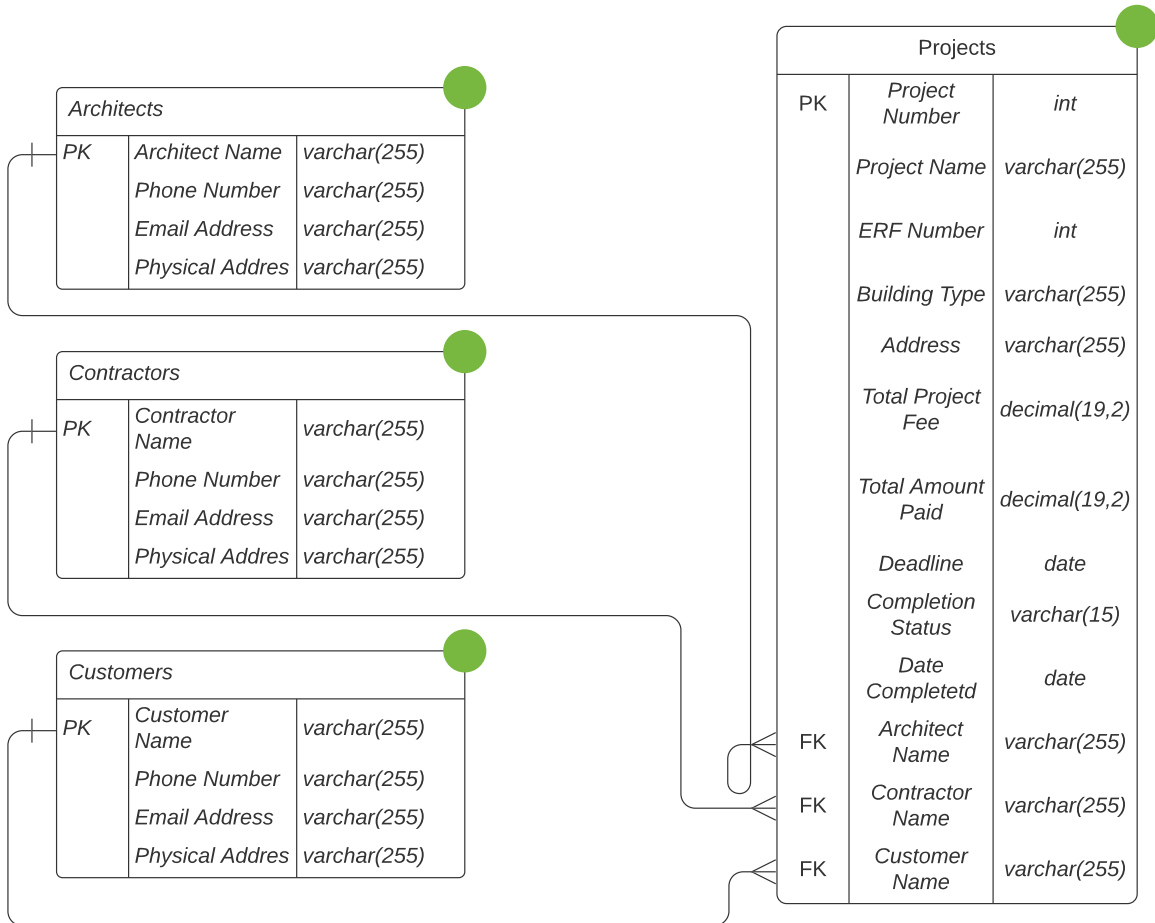 Architects
PK Architect Name varchar(255)
Phone Number varchar(255)
Email Address varchar(255)
Physical Addres varchar(255)
Contractors
PK Contractor
Name varchar(255)
Phone Number varchar(255)
Email Address varchar(255)
Physical Addres varchar(255)
Customers
PK Customer
Name varchar(255)
Phone Number varchar(255)
Email Address varchar(255)
Physical Addres varchar(255)
Projects
PK Project
Number int
Project Name varchar(255)
ERF Number int
Building Type varchar(255)
Address varchar(255)
Total Project
Fee decimal(19,2)
Total Amount
Paid decimal(19,2)
Deadline date
Completion
Status varchar(15)
Date
Completetd date
FK Architect
Name varchar(255)
FK Contractor
Name varchar(255)
FK Customer
Name varchar(255)